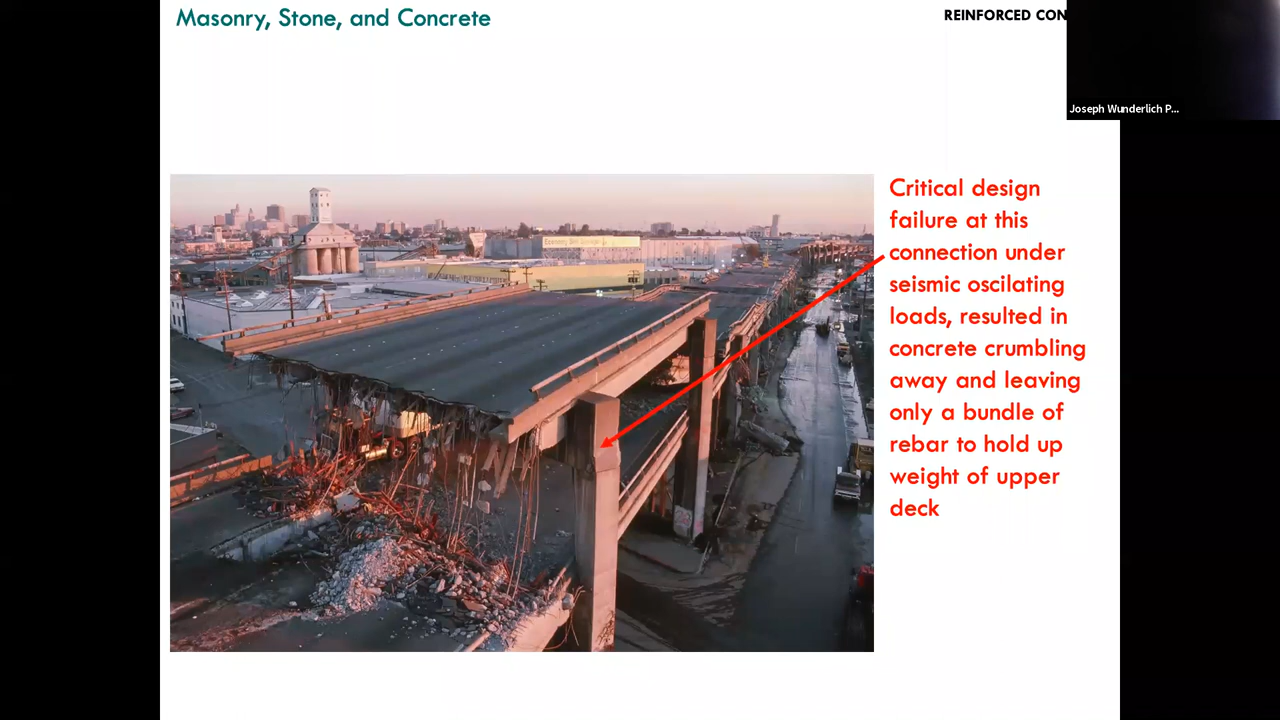 Masonry, Stone, and Concrete
REINFORCED CON
Joseph Wunderlich P...
Critical design
failure at this
connection under
seismic oscilating
loads, resulted in
concrete crumbling
away and leaving
only a bundle of
rebar to hold up
weight of upper
deck